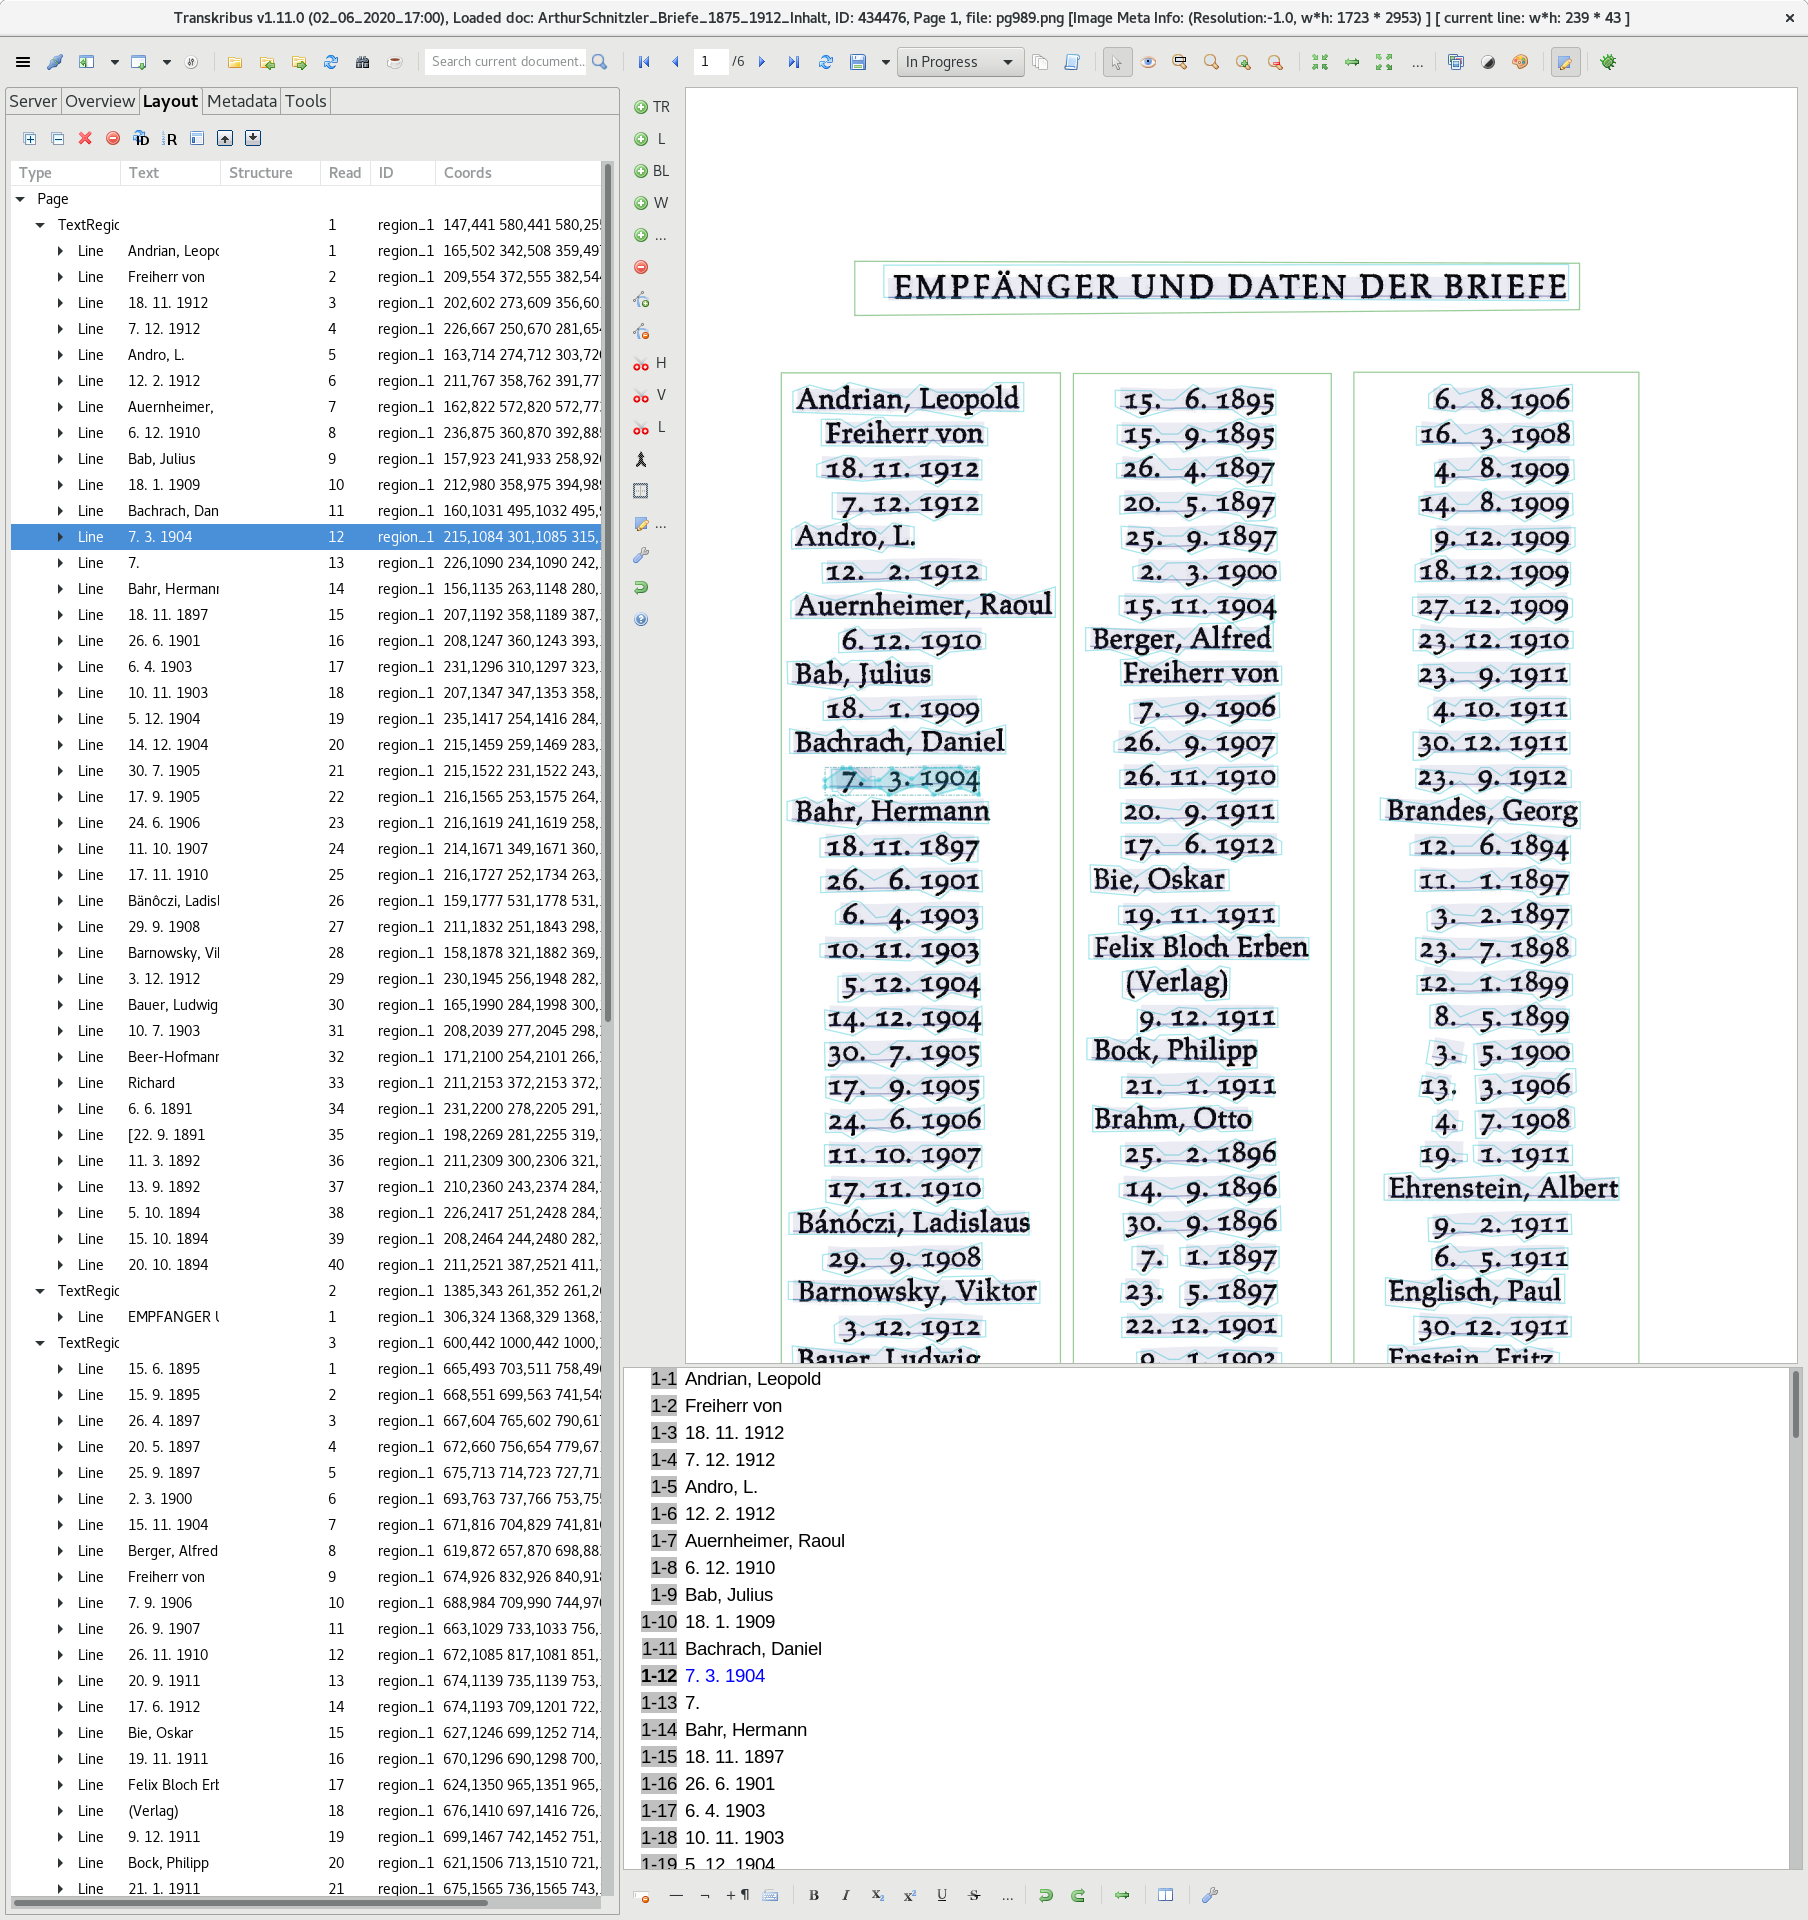 Transkribus v1.11.0 (02_06_2020_17:00), Loaded doc: ArthurSchnitzler_Briefe_1875_1912_Inhalt, ID: 434476, Page 1, file: pg989.png [Image Meta Info: (Resolution:-1.0, w*h: 1723 * 2953) ] [ current line: w*h: 239 * 43 ]
Search current document...
1 /6 In Progress ...
Server Overview Layout Metadata Tools
ID R
Type Text Structure Read ID Coords
Page
TextRegic 1 region_1 147,441 580,441 580,25
Line Andrian, Leopo 1 region_1 165,502 342,508 359,49
Line Freiherr von 2 region_1 209,554 372,555 382,54
Line 18. 11. 1912 3 region_1 202,602 273,609 356,60
Line 7. 12. 1912 4 region_1 226,667 250,670 281,65
Line Andro, L. 5 region_1 163,714 274,712 303,72
Line 12. 2. 1912 6 region_1 211,767 358,762 391,77
Line Auernheimer, 7 region_1 162,822 572,820 572,77
Line 6. 12. 1910 8 region_1 236,875 360,870 392,88
Line Bab, Julius 9 region_1 157,923 241,933 258,92
Line 18. 1. 1909 10 region_1 212,980 358,975 394,98
Line Bachrach, Dan 11 region_1 160,1031 495,1032 495,
Line 7. 3. 1904 12 region_1 215,1084 301,1085 315,
Line 7. 13 region_1 226,1090 234,1090 242,
Line Bahr, Hermanr 14 region_1 156,1135 263,1148 280,
Line 18. 11. 1897 15 region_1 207,1192 358,1189 387,
Line 26. 6. 1901 16 region_1 208,1247 360,1243 393,
Line 6. 4. 1903 17 region_1 231,1296 310,1297 323,
Line 10. 11. 1903 18 region_1 207,1347 347,1353 358,
Line 5. 12. 1904 19 region_1 235,1417 254,1416 284,
Line 14. 12. 1904 20 region_1 215,1459 259,1469 283,
Line 30. 7. 1905 21 region_1 215,1522 231,1522 243,
Line 17. 9. 1905 22 region_1 216,1565 253,1575 264,
Line 24. 6. 1906 23 region_1 216,1619 241,1619 258,
Line 11. 10. 1907 24 region_1 214,1671 349,1671 360,
Line 17. 11. 1910 25 region_1 216,1727 252,1734 263,
Line Bänôczi, Ladisl 26 region_1 159,1777 531,1778 531,
Line 29. 9. 1908 27 region_1 211,1832 251,1843 298,
Line Barnowsky, Vil 28 region_1 158,1878 321,1882 369,
Line 3. 12. 1912 29 region_1 230,1945 256,1948 282,
Line Bauer, Ludwig 30 region_1 165,1990 284,1998 300,
Line 10. 7. 1903 31 region_1 208,2039 277,2045 298,
Line Beer-Hofmanr 32 region_1 171,2100 254,2101 266,
Line Richard 33 region_1 211,2153 372,2153 372,
Line 6. 6. 1891 34 region_1 231,2200 278,2205 291,
Line [22. 9. 1891 35 region_1 198,2269 281,2255 319,
Line 11. 3. 1892 36 region_1 211,2309 300,2306 321,
Line 13. 9. 1892 37 region_1 210,2360 243,2374 284,
Line 5. 10. 1894 38 region_1 226,2417 251,2428 284,
Line 15. 10. 1894 39 region_1 208,2464 244,2480 282,
Line 20. 10. 1894 40 region_1 211,2521 387,2521 411,
TextRegic 2 region_1 1385,343 261,352 261,2
Line EMPFANGER U 1 region_1 306,324 1368,329 1368,
TextRegic 3 region_1 600,442 1000,442 1000,
Line 15. 6. 1895 1 region_1 665,493 703,511 758,49
Line 15. 9. 1895 2 region_1 668,551 699,563 741,54
Line 26. 4. 1897 3 region_1 667,604 765,602 790,61
Line 20. 5. 1897 4 region_1 672,660 756,654 779,67
Line 25. 9. 1897 5 region_1 675,713 714,723 727,71
Line 2. 3. 1900 6 region_1 693,763 737,766 753,75
Line 15. 11. 1904 7 region_1 671,816 704,829 741,81
Line Berger, Alfred 8 region_1 619,872 657,870 698,88
Line Freiherr von 9 region_1 674,926 832,926 840,91
Line 7. 9. 1906 10 region_1 688,984 709,990 744,97
Line 26. 9. 1907 11 region_1 663,1029 733,1033 756,
Line 26. 11. 1910 12 region_1 672,1085 817,1081 851,
Line 20. 9. 1911 13 region_1 674,1139 735,1139 753,
Line 17. 6. 1912 14 region_1 674,1193 709,1201 722,
Line Bie, Oskar 15 region_1 627,1246 699,1252 714,
Line 19. 11. 1911 16 region_1 670,1296 690,1298 700,
Line Felix Bloch Erb 17 region_1 624,1350 965,1351 965,
Line (Verlag) 18 region_1 676,1410 697,1416 726,
Line 9. 12. 1911 19 region_1 699,1467 742,1452 751,
Line Bock, Philipp 20 region_1 621,1506 713,1510 721,
Line 21. 1. 1911 21 region_1 675,1565 736,1565 743,
TR
L
BL
W
...
H
V
L
...
EMPFÄNGER UND DATEN DER BRIEFE
Andrian, Leopold
Freiherr von
18. 11. 1912
7. 12. 1912
Andro, L.
12. 2. 1912
Auernheimer, Raoul
6. 12. 1910
Bab, Julius
18. 1. 1909
Bachrach, Daniel
7. 3. 1904
Bahr, Hermann
18. 11. 1897
26. 6. 1901
6. 4. 1903
10. 11. 1903
5. 12. 1904
14. 12. 1904
30. 7. 1905
17. 9. 1905
24. 6. 1906
11. 10. 1907
17. 11. 1910
Bánóczi, Ladislaus
29. 9. 1908
Barnowsky, Viktor
3. 12. 1912
Bauer, Ludwig
15. 6. 1895
15. 9. 1895
26. 4. 1897
20. 5. 1897
25. 9. 1897
2. 3. 1900
15. 11. 1904
Berger, Alfred
Freiherr von
7. 9. 1906
26. 9. 1907
26. 11. 1910
20. 9. 1911
17. 6. 1912
Bie, Oskar
19. 11. 1911
Felix Bloch Erben
(Verlag)
9. 12. 1911
Bock, Philipp
21. 1. 1911
Brahm, Otto
25. 2. 1896
14. 9. 1896
30. 9. 1896
7. 1. 1897
23. 5. 1897
22. 12. 1901
9. 1. 1902
6. 8. 1906
16. 3. 1908
4. 8. 1909
14. 8. 1909
9. 12. 1909
18. 12. 1909
27. 12. 1909
23. 12. 1910
23. 9. 1911
4. 10. 1911
30. 12. 1911
23. 9. 1912
Brandes, Georg
12. 6. 1894
11. 1. 1897
3. 2. 1897
23. 7. 1898
12. 1. 1899
8. 5. 1899
3. 5. 1900
13. 3. 1906
4. 7. 1908
19. 1. 1911
Ehrenstein, Albert
9. 2. 1911
6. 5. 1911
Englisch, Paul
30. 12. 1911
Epstein, Fritz
1-1 Andrian, Leopold
1-2 Freiherr von
1-3 18. 11. 1912
1-4 7. 12. 1912
1-5 Andro, L.
1-6 12. 2. 1912
1-7 Auernheimer, Raoul
1-8 6. 12. 1910
1-9 Bab, Julius
1-10 18. 1. 1909
1-11 Bachrach, Daniel
1-12 7. 3. 1904
1-13 7.
1-14 Bahr, Hermann
1-15 18. 11. 1897
1-16 26. 6. 1901
1-17 6. 4. 1903
1-18 10. 11. 1903
1-19 5. 12. 1904
— ¬ +¶ B I X₂ X² U S ...